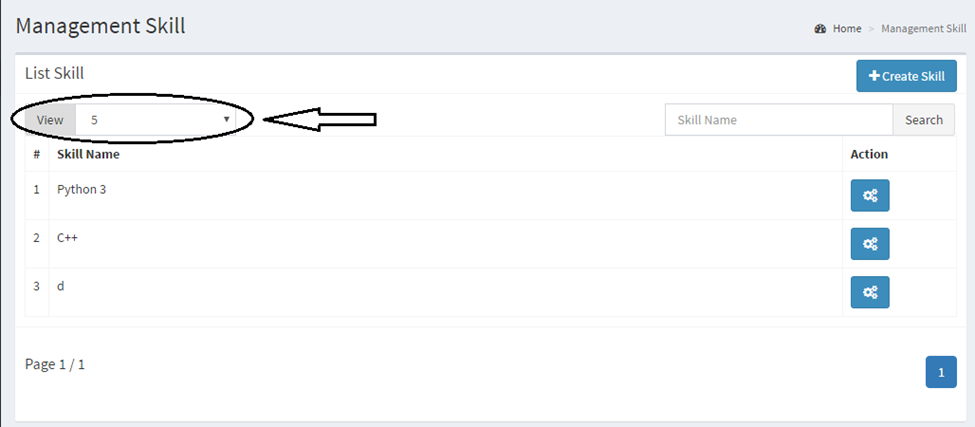 Management Skill
Home > Management Skill
List Skill
Create Skill
View 5
Skill Name Search
# Skill Name Action
1 Python 3
2 C++
3 d
Page 1 / 1
1